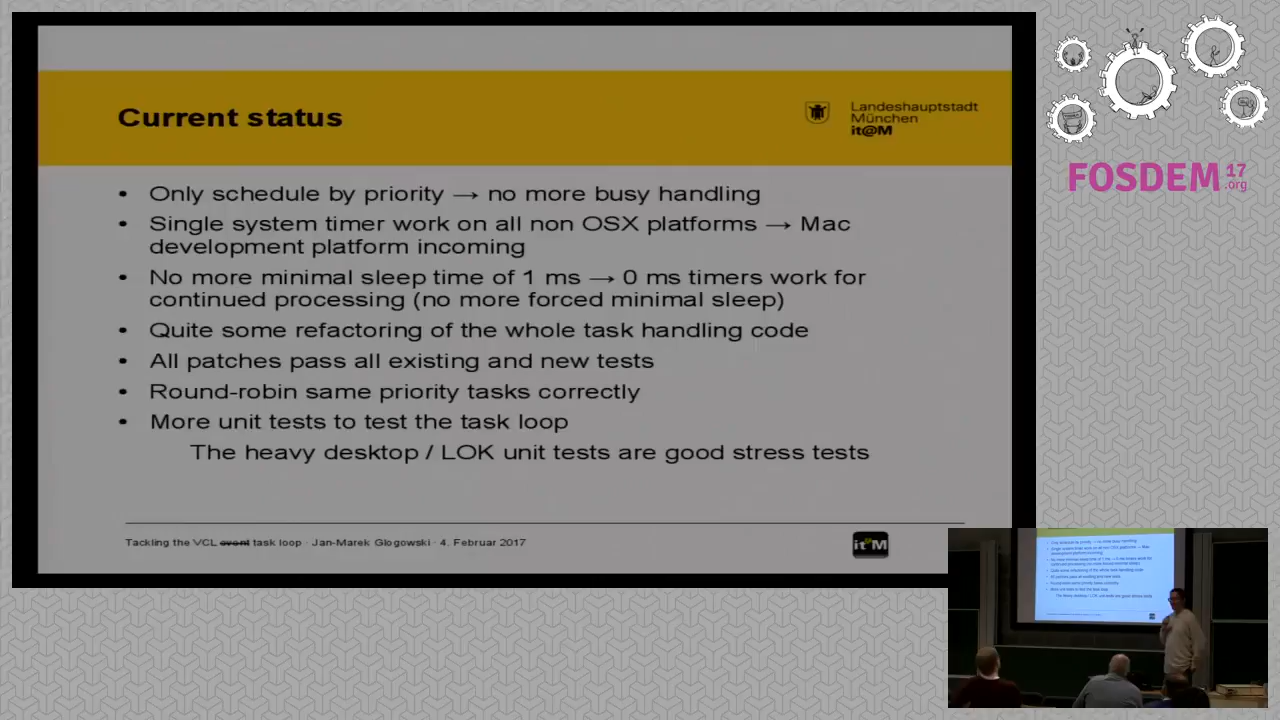 Current status
Landeshauptstadt
München
it@M
• Only schedule by priority → no more busy handling
• Single system timer work on all non OSX platforms → Mac
development platform incoming
• No more minimal sleep time of 1 ms → 0 ms timers work for
continued processing (no more forced minimal sleep)
• Quite some refactoring of the whole task handling code
• All patches pass all existing and new tests
• Round-robin same priority tasks correctly
• More unit tests to test the task loop
The heavy desktop / LOK unit tests are good stress tests
Tackling the VCL event task loop · Jan-Marek Glogowski · 4. Februar 2017
it@M
FOSDEM 17
.org